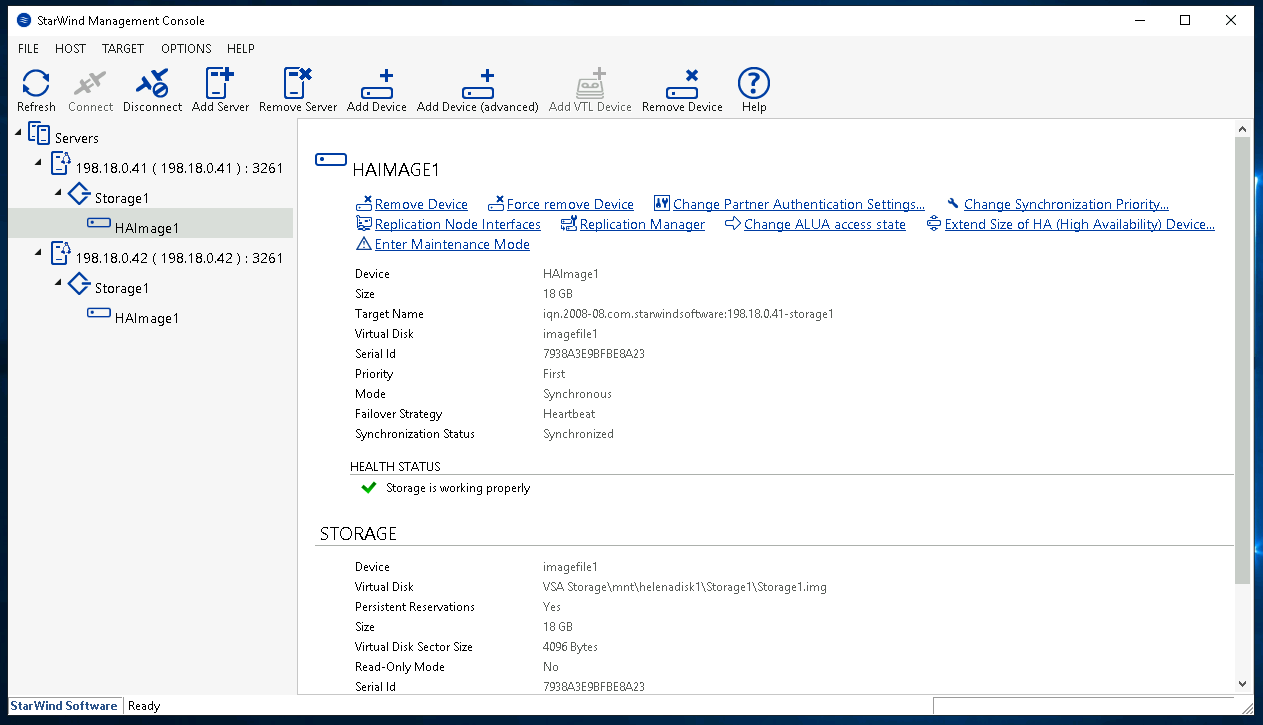 StarWind Management Console
FILE HOST TARGET OPTIONS HELP
Refresh Connect Disconnect Add Server Remove Server Add Device Add Device (advanced) Add VTL Device Remove Device Help
Servers
198.18.0.41 ( 198.18.0.41 ) : 3261
Storage1
HAImage1
198.18.0.42 ( 198.18.0.42 ) : 3261
Storage1
HAImage1
HAIMAGE1
Remove Device Force remove Device Change Partner Authentication Settings... Change Synchronization Priority...
Replication Node Interfaces Replication Manager Change ALUA access state Extend Size of HA (High Availability) Device...
Enter Maintenance Mode
Device HAImage1
Size 18 GB
Target Name iqn.2008-08.com.starwindsoftware:198.18.0.41-storage1
Virtual Disk imagefile1
Serial Id 7938A3E9BFBE8A23
Priority First
Mode Synchronous
Failover Strategy Heartbeat
Synchronization Status Synchronized
HEALTH STATUS
Storage is working properly
STORAGE
Device imagefile1
Virtual Disk VSA Storage\mnt\helenadisk1\Storage1\Storage1.img
Persistent Reservations Yes
Size 18 GB
Virtual Disk Sector Size 4096 Bytes
Read-Only Mode No
Serial Id 7938A3E9BFBE8A23
StarWind Software Ready